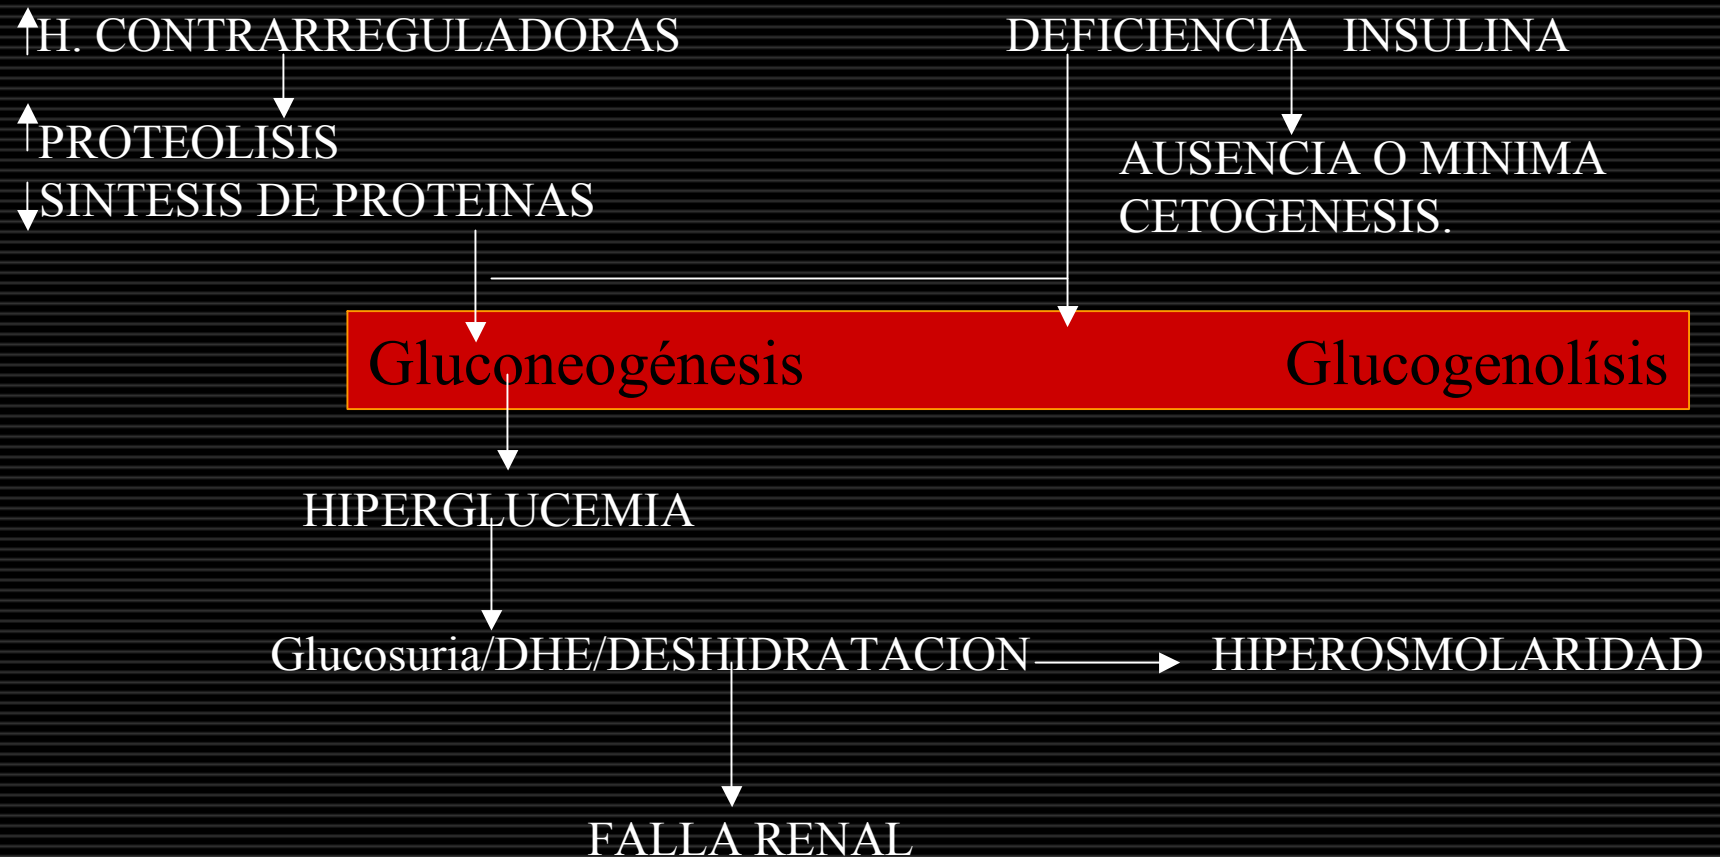 H. CONTRARREGULADORAS
DEFICIENCIA INSULINA
PROTEOLISIS
SINTESIS DE PROTEINAS
AUSENCIA O MINIMA
CETOGENESIS.
Gluconeogénesis Glucogenolísis
HIPERGLUCEMIA
Glucosuria/DHE/DESHIDRATACION
HIPEROSMOLARIDAD
FALLA RENAL